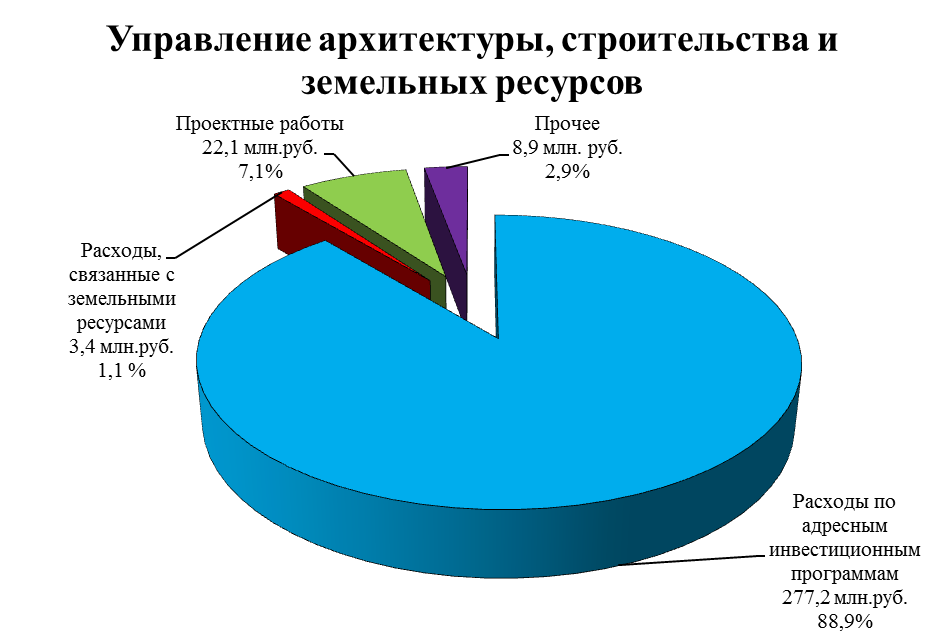 Управление архитектуры, строительства и
земельных ресурсов
Проектные работы
22,1 млн.руб.
7,1%
Прочее
8,9 млн. руб.
2,9%
Расходы,
связанные с
земельными
ресурсами
3,4 млн.руб.
1,1 %
Расходы по
адресным
инвестиционным
программам
277,2 млн.руб.
88,9%